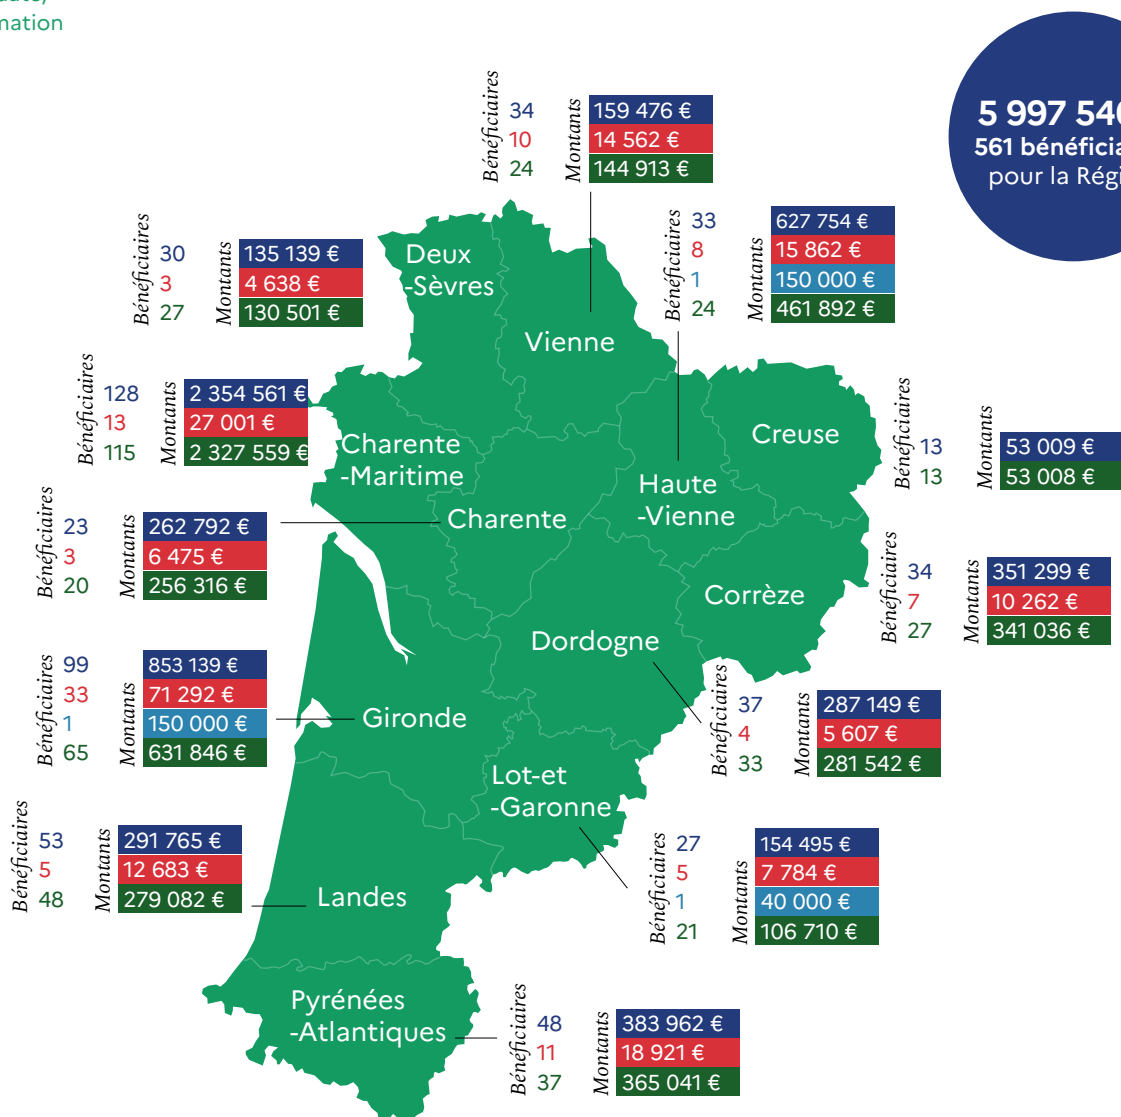 34
10
24
Bénéficiaires
Montants
159 476 €
14 562 €
144 913 €
561
pour la
30
3
27
Bénéficiaires
Montants
135 139 €
4 638 €
130 501 €
33
8
1
24
Bénéficiaires
Montants
627 754 €
15 862 €
150 000 €
461 892 €
Deux
-Sèvres
Vienne
128
13
115
Bénéficiaires
Montants
2 354 561 €
27 001 €
2 327 559 €
Charente
-Maritime
Creuse
13
13
Bénéficiaires
Montants
53 009 €
53 008 €
Haute
-Vienne
23
3
20
Bénéficiaires
Montants
262 792 €
6 475 €
256 316 €
Charente
Corrèze
34
7
27
Bénéficiaires
Montants
351 299 €
10 262 €
341 036 €
Dordogne
99
33
1
65
Bénéficiaires
Montants
853 139 €
71 292 €
150 000 €
631 846 €
Gironde
37
4
33
Bénéficiaires
Montants
287 149 €
5 607 €
281 542 €
Lot-et
-Garonne
53
5
48
Bénéficiaires
Montants
291 765 €
12 683 €
279 082 €
Landes
27
5
1
21
Bénéficiaires
Montants
154 495 €
7 784 €
40 000 €
106 710 €
Pyrénées
-Atlantiques
48
11
37
Bénéficiaires
Montants
383 962 €
18 921 €
365 041 €